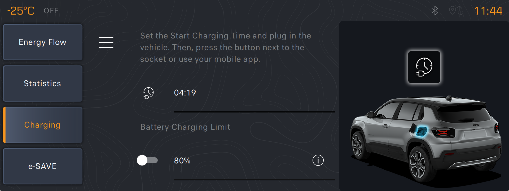 -25°C OFF 11:44
Energy Flow
Statistics
Charging
e-SAVE
Set the Start Charging Time and plug in the
vehicle. Then, press the button next to the
socket or use your mobile app.
04:19
Battery Charging Limit
80%